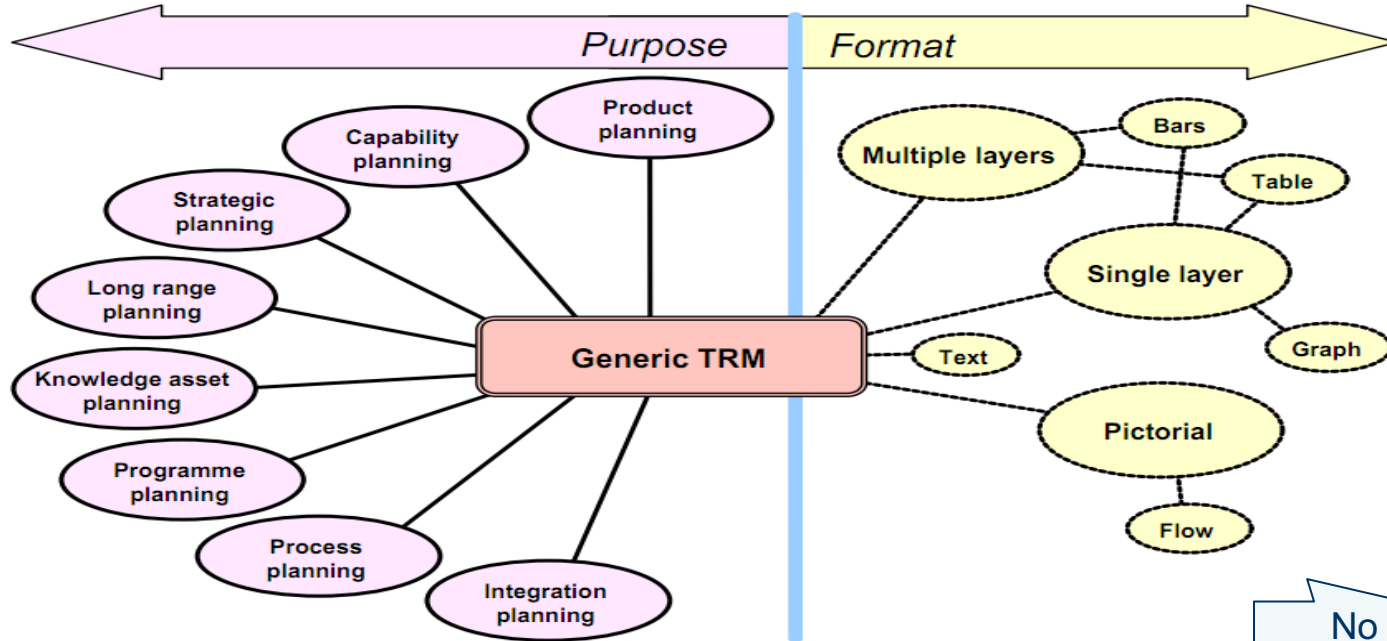 Purpose
Format
Product
planning
Capability
planning
Strategic
planning
Long range
planning
Knowledge asset
planning
Programme
planning
Process
planning
Integration
planning
Generic TRM
Multiple layers
Bars
Table
Single layer
Graph
Text
Pictorial
Flow
No